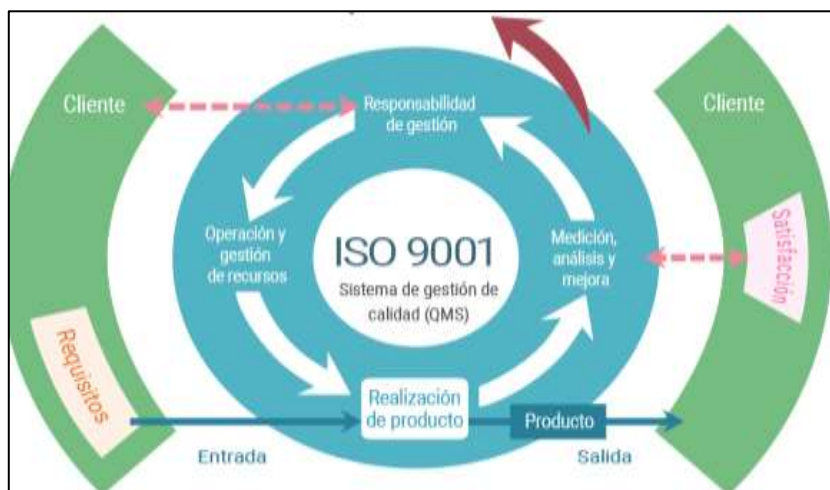 Cliente
Responsabilidad
de gestión
Cliente
Operación y
gestión
de recursos
ISO 9001
Sistema de gestión de
calidad (QMS)
Medición,
análisis y
mejora
Satisfacción
Requisitos
Realización
de producto
Producto
Entrada
Salida